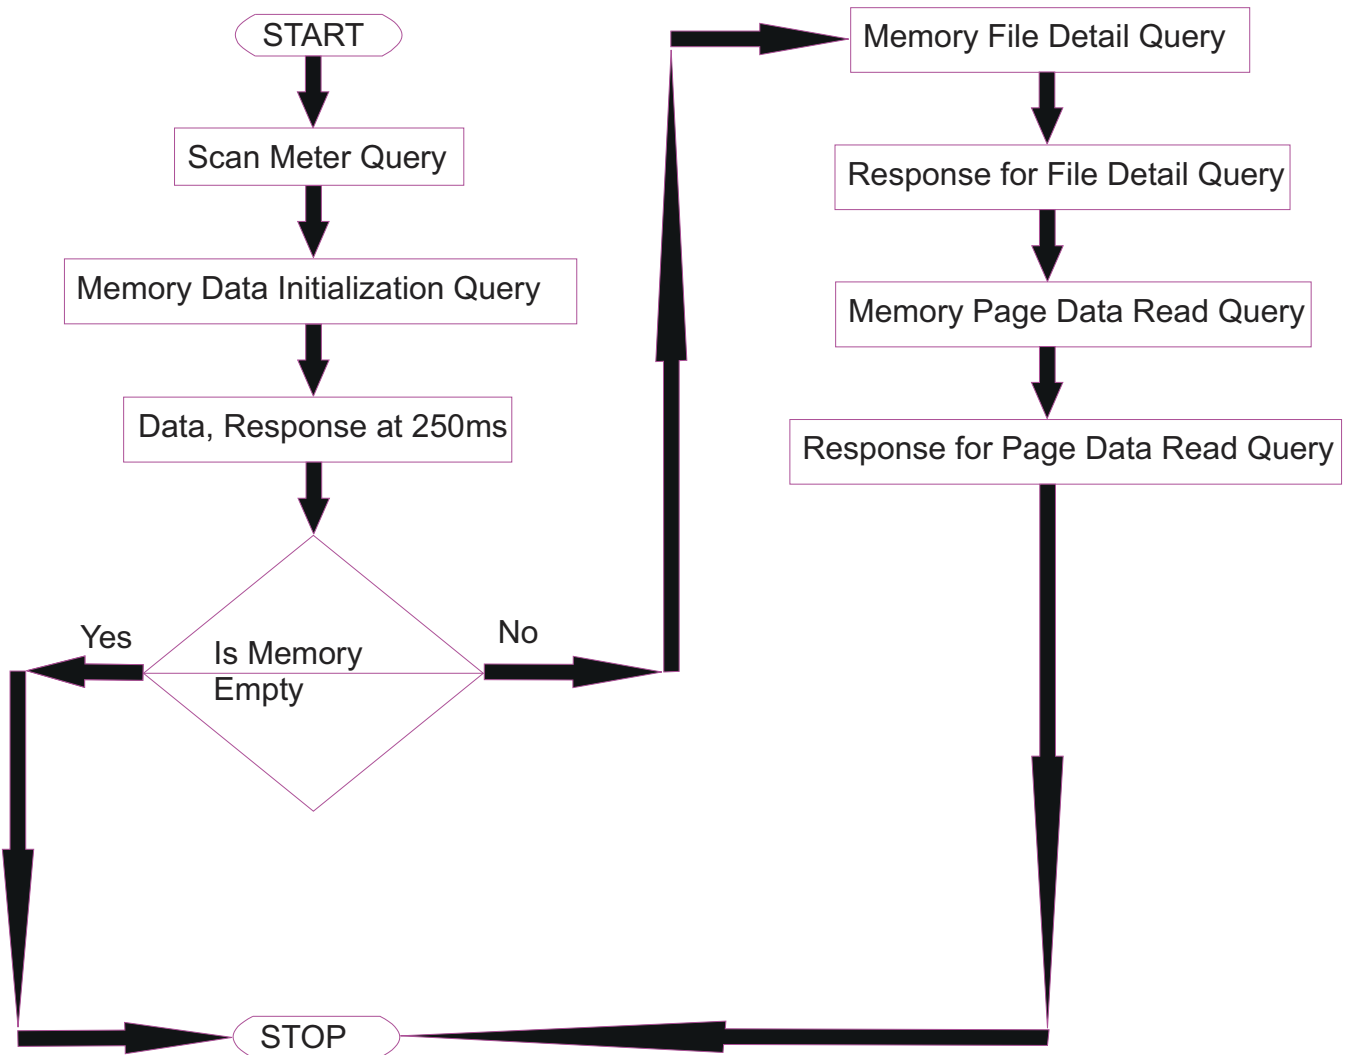 START
Scan Meter Query
Memory Data Initialization Query
Data, Response at 250ms
Is Memory
Empty
Yes
No
Memory File Detail Query
Response for File Detail Query
Memory Page Data Read Query
Response for Page Data Read Query
STOP